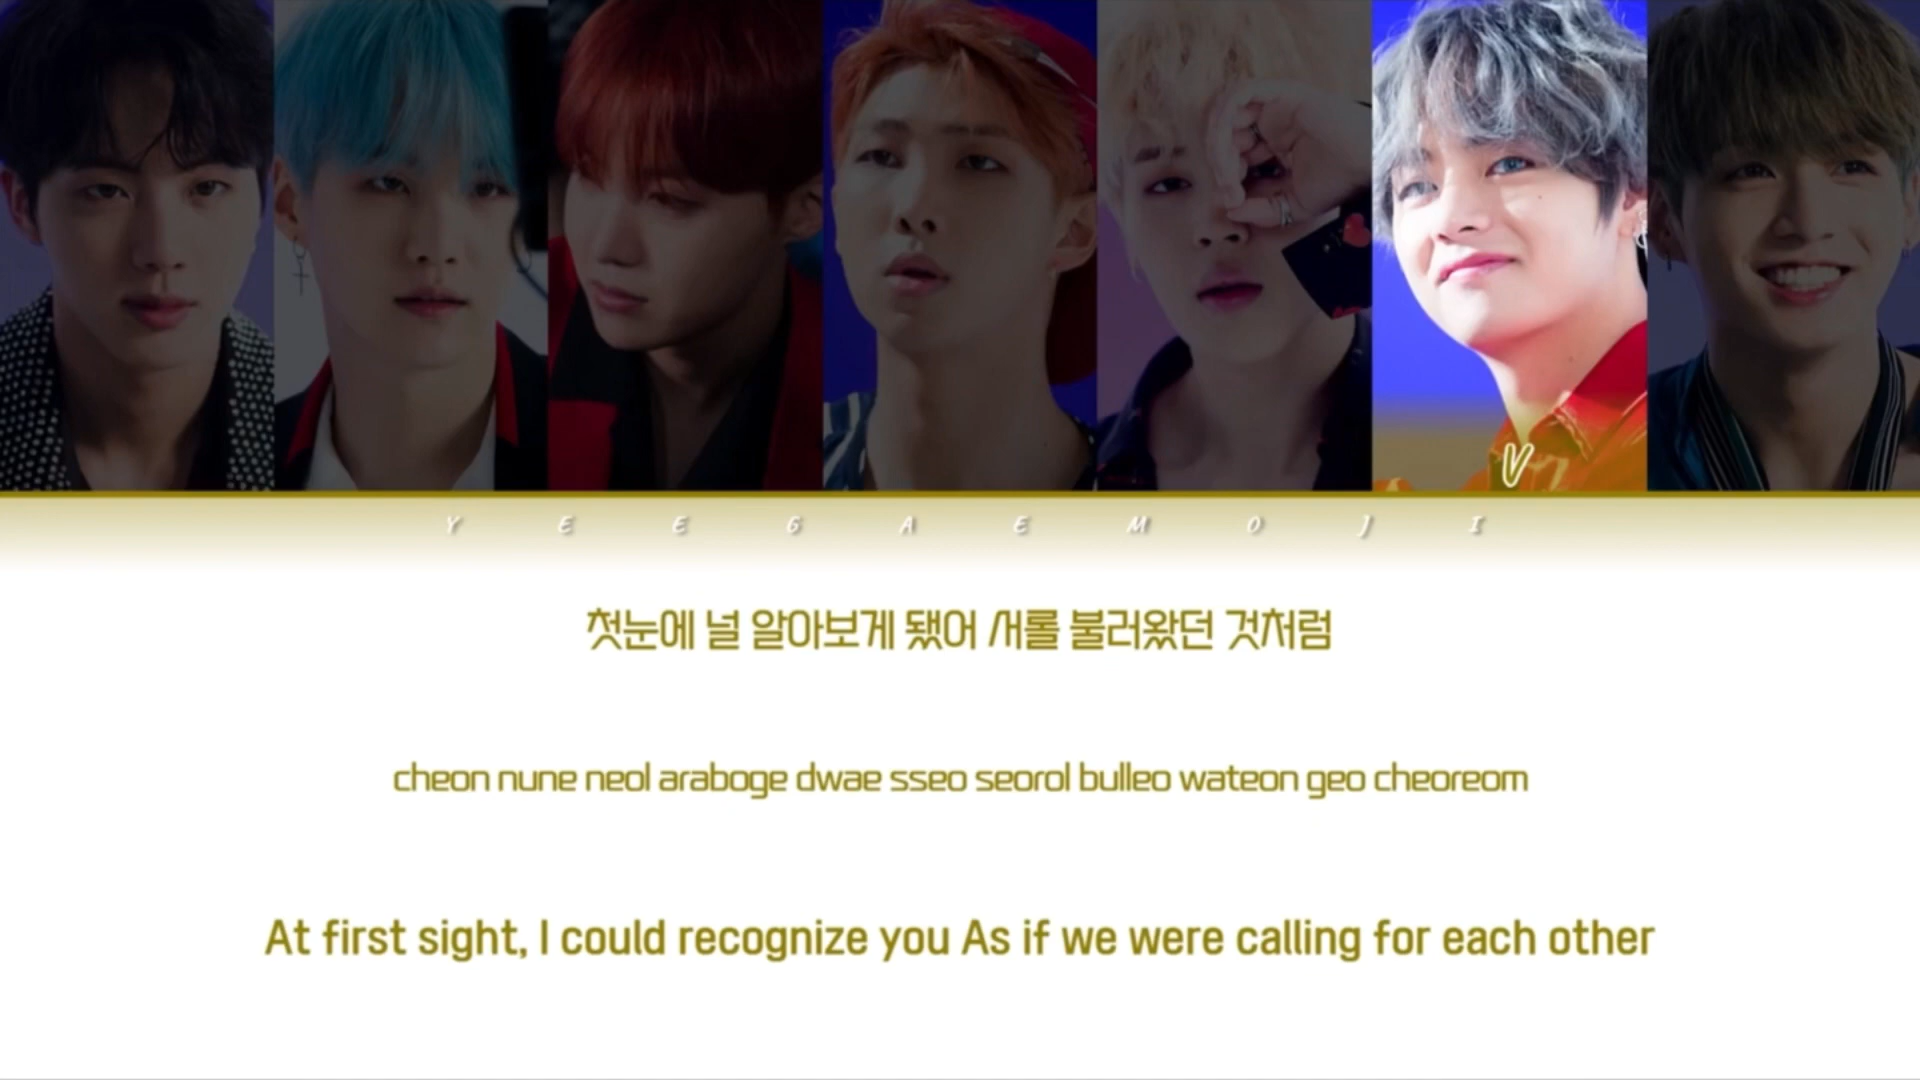 V
YEEGAEMOJI
첫눈에 널 알아보게 됐어 서롤 불러왔던 것처럼
cheon nune neol araboge dwae sseo seorol bulleo wateon geo cheoreom
At first sight, I could recognize you As if we were calling for each other